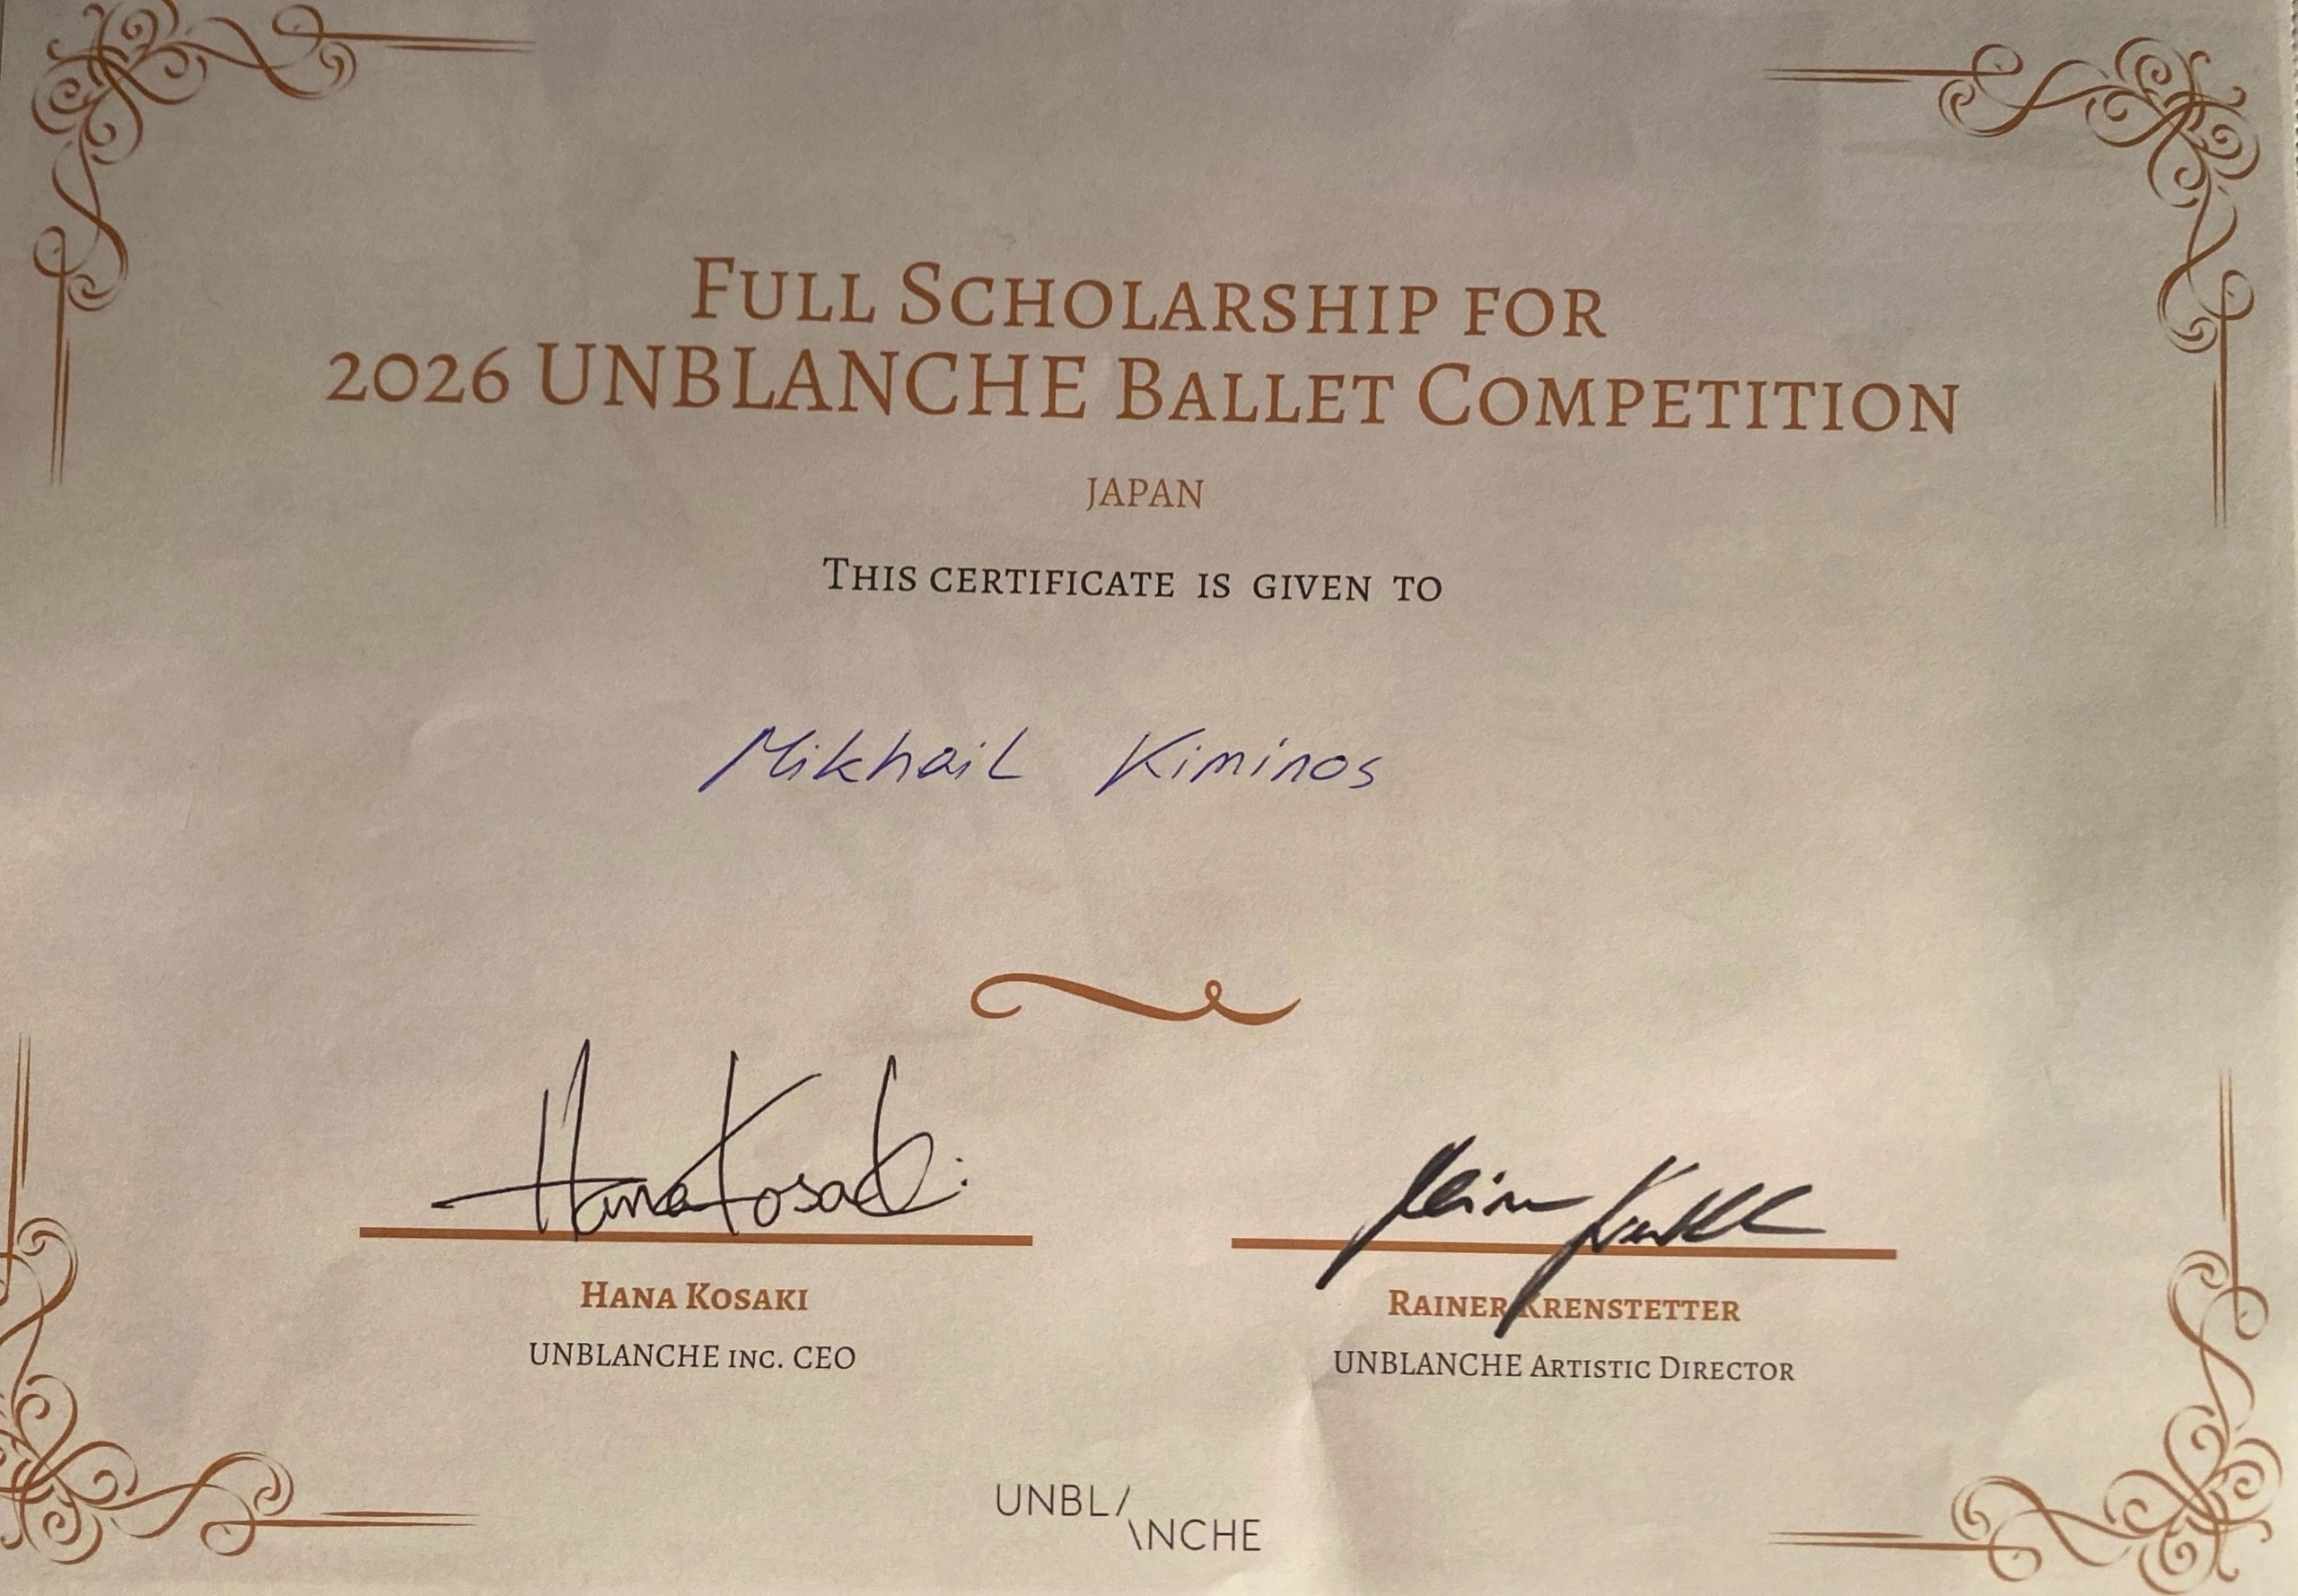 Full Scholarship for
2026 UNBLANCHE Ballet Competition
JAPAN
This certificate is given to
Mikhail Kiminos
Hana Kosaki
Hana Kosaki
UNBLANCHE inc. CEO
Rainer Krenstetter
UNBLANCHE Artistic Director
UNBL/
\NCHE